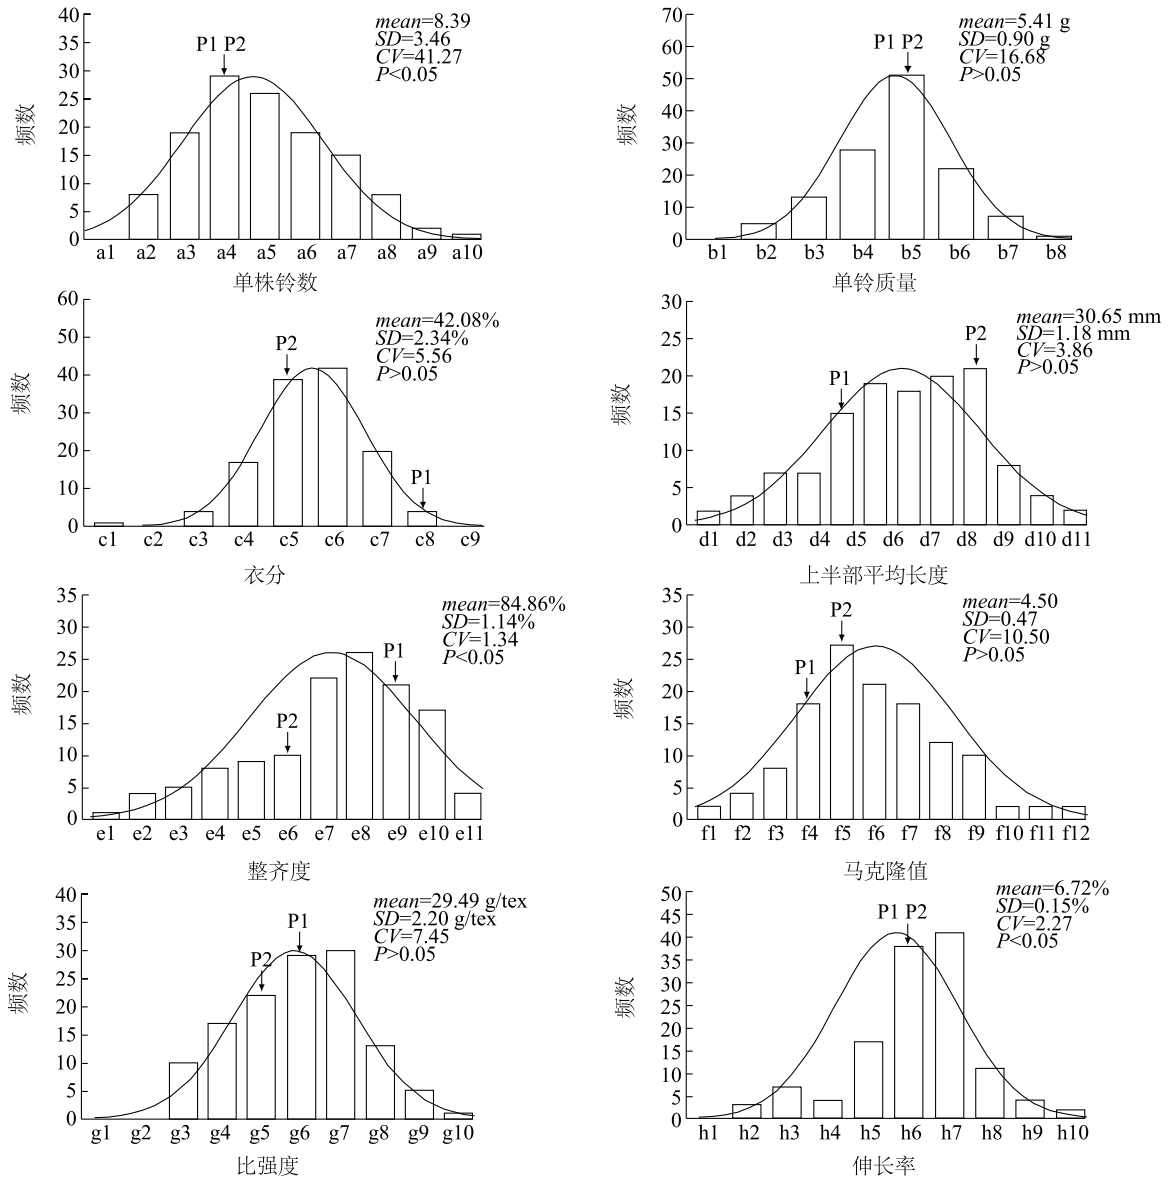 40
35
30
25
20
15
10
5
0
频数
P1 P2
mean=8.39
SD=3.46
CV=41.27
P<0.05
a1 a2 a3 a4 a5 a6 a7 a8 a9 a10
单株铃数
70
60
50
40
30
20
10
0
频数
P1 P2
mean=5.41 g
SD=0.90 g
CV=16.68
P>0.05
b1 b2 b3 b4 b5 b6 b7 b8
单铃质量
60
50
40
30
20
10
0
频数
P2
P1
mean=42.08%
SD=2.34%
CV=5.56
P>0.05
c1 c2 c3 c4 c5 c6 c7 c8 c9
衣分
30
25
20
15
10
5
0
频数
P1
P2
mean=30.65 mm
SD=1.18 mm
CV=3.86
P>0.05
d1 d2 d3 d4 d5 d6 d7 d8 d9 d10 d11
上半部平均长度
35
30
25
20
15
10
5
0
频数
P2
P1
mean=84.86%
SD=1.14%
CV=1.34
P<0.05
e1 e2 e3 e4 e5 e6 e7 e8 e9 e10 e11
整齐度
35
30
25
20
15
10
5
0
频数
P1
P2
mean=4.50
SD=0.47
CV=10.50
P>0.05
f1 f2 f3 f4 f5 f6 f7 f8 f9 f10 f11 f12
马克隆值
40
35
30
25
20
15
10
5
0
频数
P2
P1
mean=29.49 g/tex
SD=2.20 g/tex
CV=7.45
P>0.05
g1 g2 g3 g4 g5 g6 g7 g8 g9 g10
比强度
50
45
40
35
30
25
20
15
10
5
0
频数
P1 P2
mean=6.72%
SD=0.15%
CV=2.27
P<0.05
h1 h2 h3 h4 h5 h6 h7 h8 h9 h10
伸长率